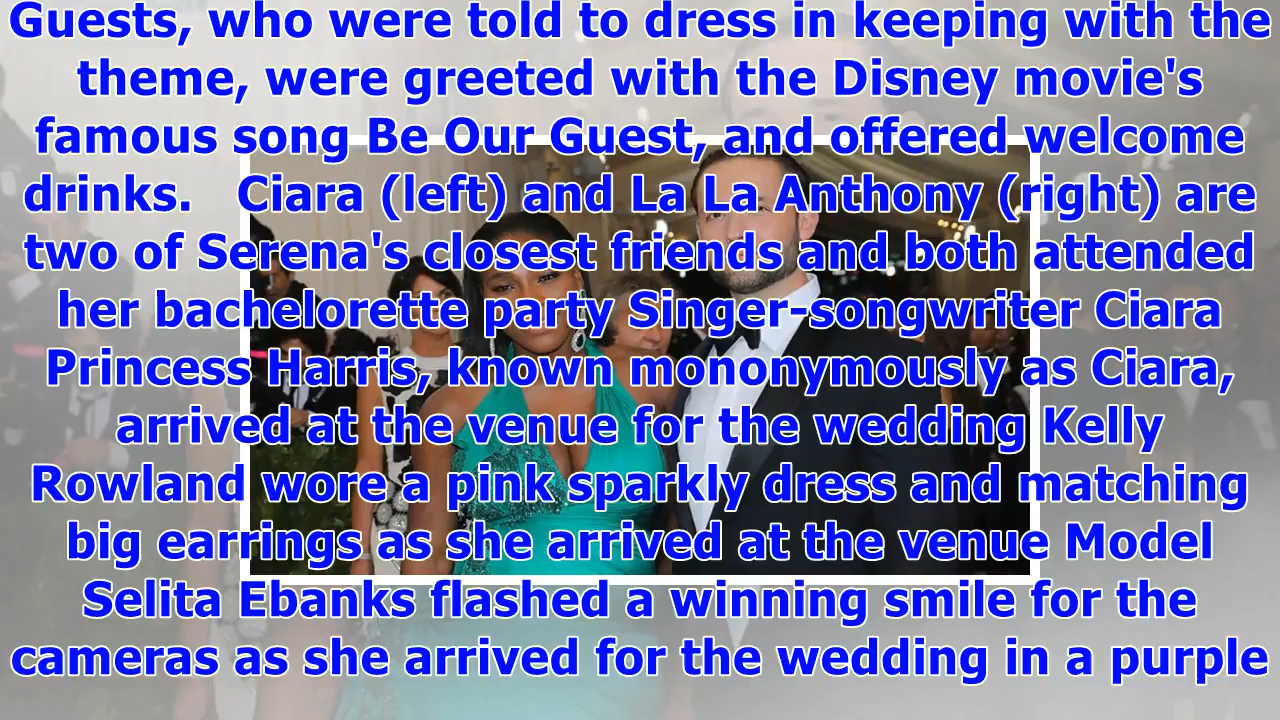 Guests, who were told to dress in keeping with the
theme, were greeted with the Disney movie's
famous song Be Our Guest, and offered welcome
drinks.   Ciara (left) and La La Anthony (right) are
two of Serena's closest friends and both attended
her bachelorette party Singer-songwriter Ciara
Princess Harris, known mononymously as Ciara,
arrived at the venue for the wedding Kelly
Rowland wore a pink sparkly dress and matching
big earrings as she arrived at the venue Model
Selita Ebanks flashed a winning smile for the
cameras as she arrived for the wedding in a purple